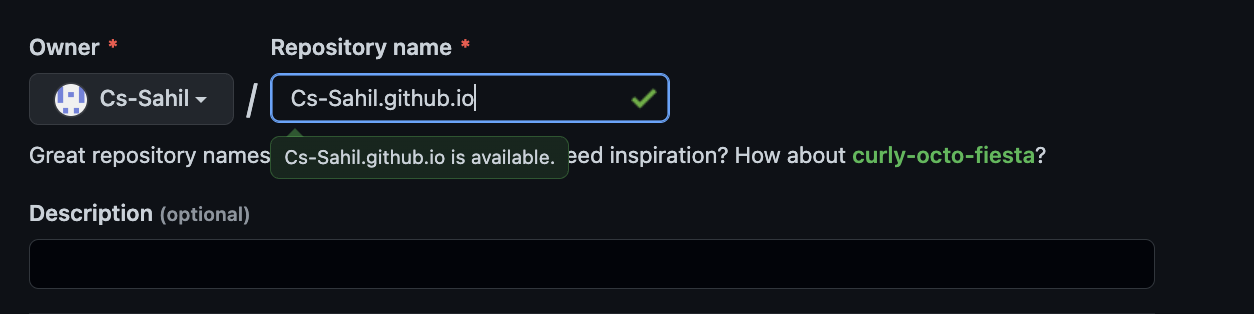 Owner *
Repository name *
Cs-Sahil
/
Cs-Sahil.github.io
Great repository names
Cs-Sahil.github.io is available.
eed inspiration? How about curly-octo-fiesta?
Description (optional)